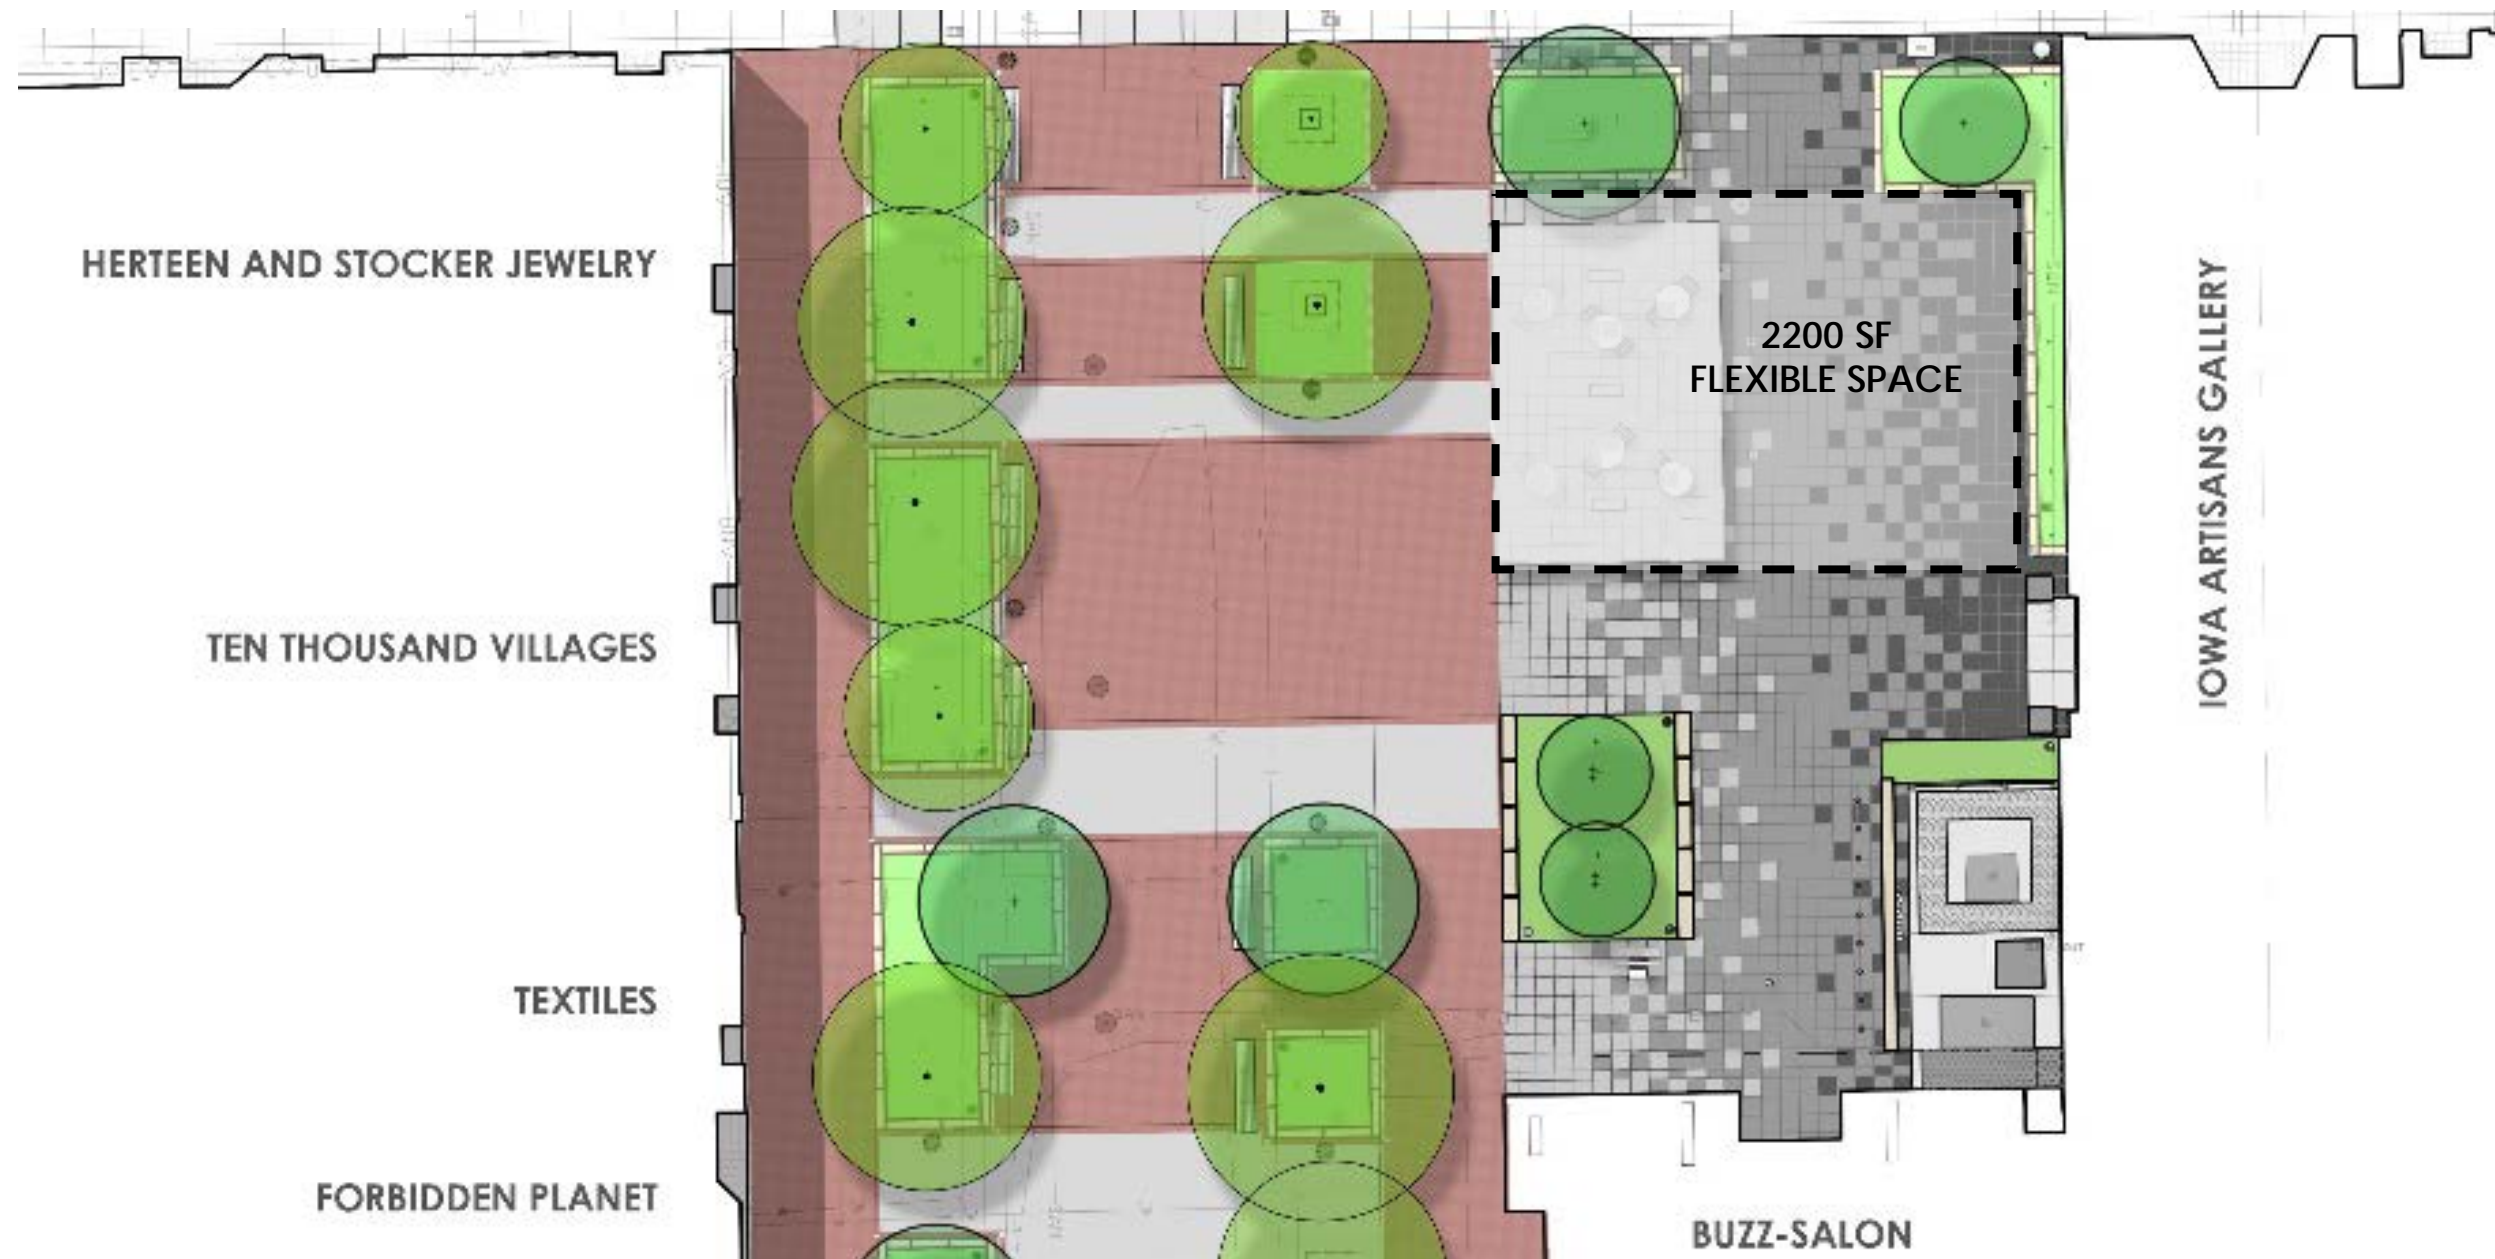 HERTEEN AND STOCKER JEWELRY
2200 SF
FLEXIBLE SPACE
IOWA ARTISANS GALLERY
TEN THOUSAND VILLAGES
TEXTILES
FORBIDDEN PLANET
BUZZ-SALON